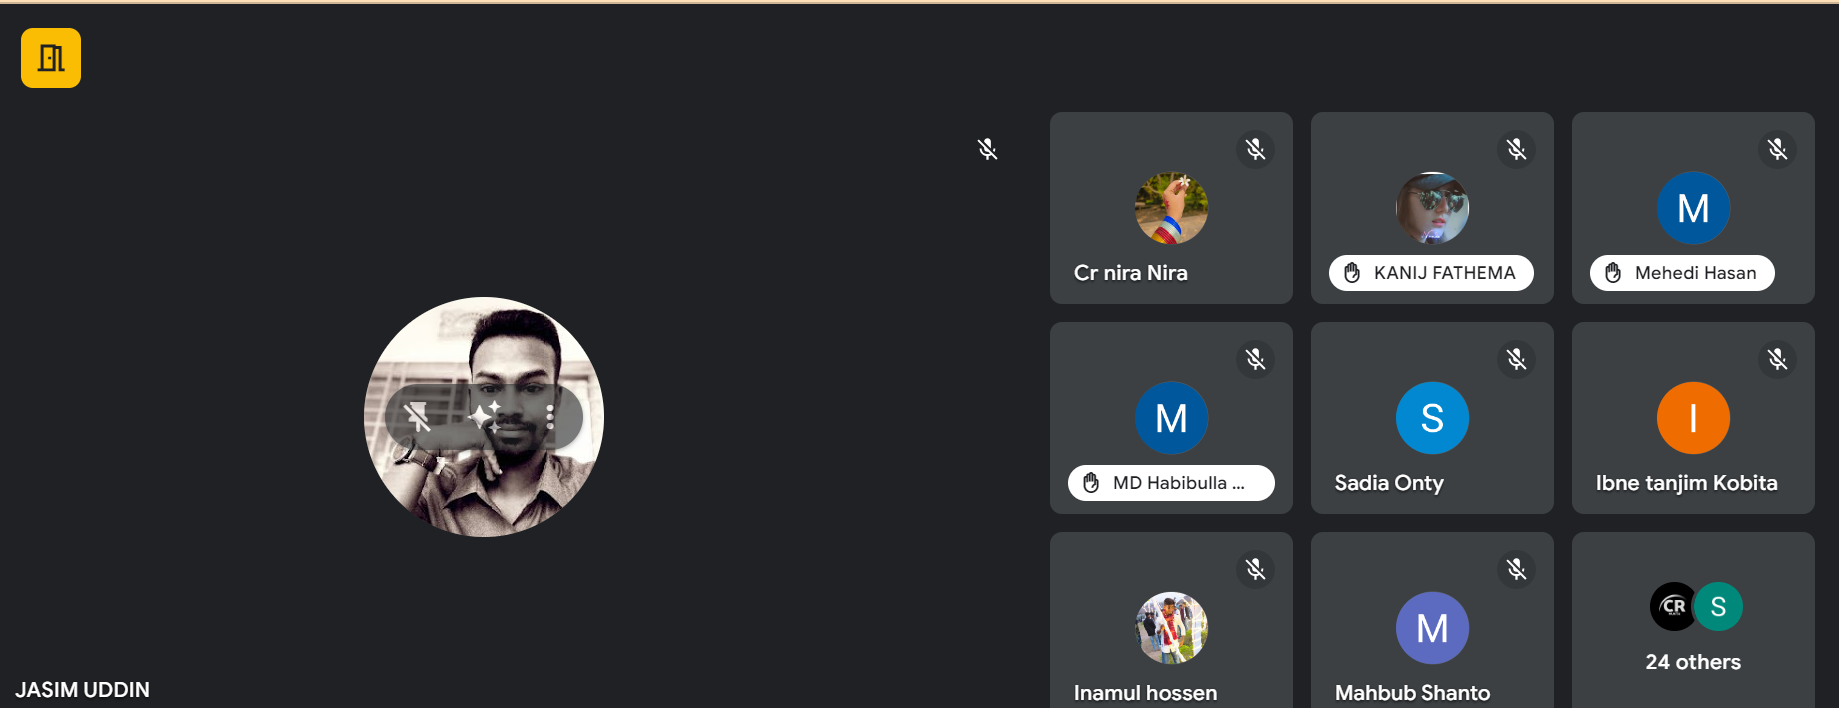 Cr nira Nira
KANIJ FATHEMA
M
Mehedi Hasan
M
MD Habibulla ...
S
Sadia Onty
I
Ibne tanjim Kobita
Inamul hossen
M
Mahbub Shanto
CR
S
24 others
JASIM UDDIN